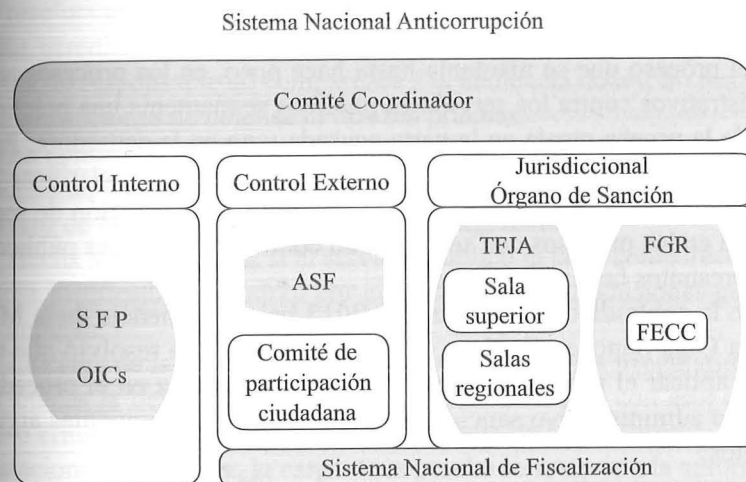 Sistema Nacional Anticorrupción
Comité Coordinador
Control Interno
S F P
OICs
Control Externo
ASF
Comité de
participación
ciudadana
Jurisdiccional
Órgano de Sanción
TFJA
Sala
superior
Salas
regionales
FGR
FECC
Sistema Nacional de Fiscalización